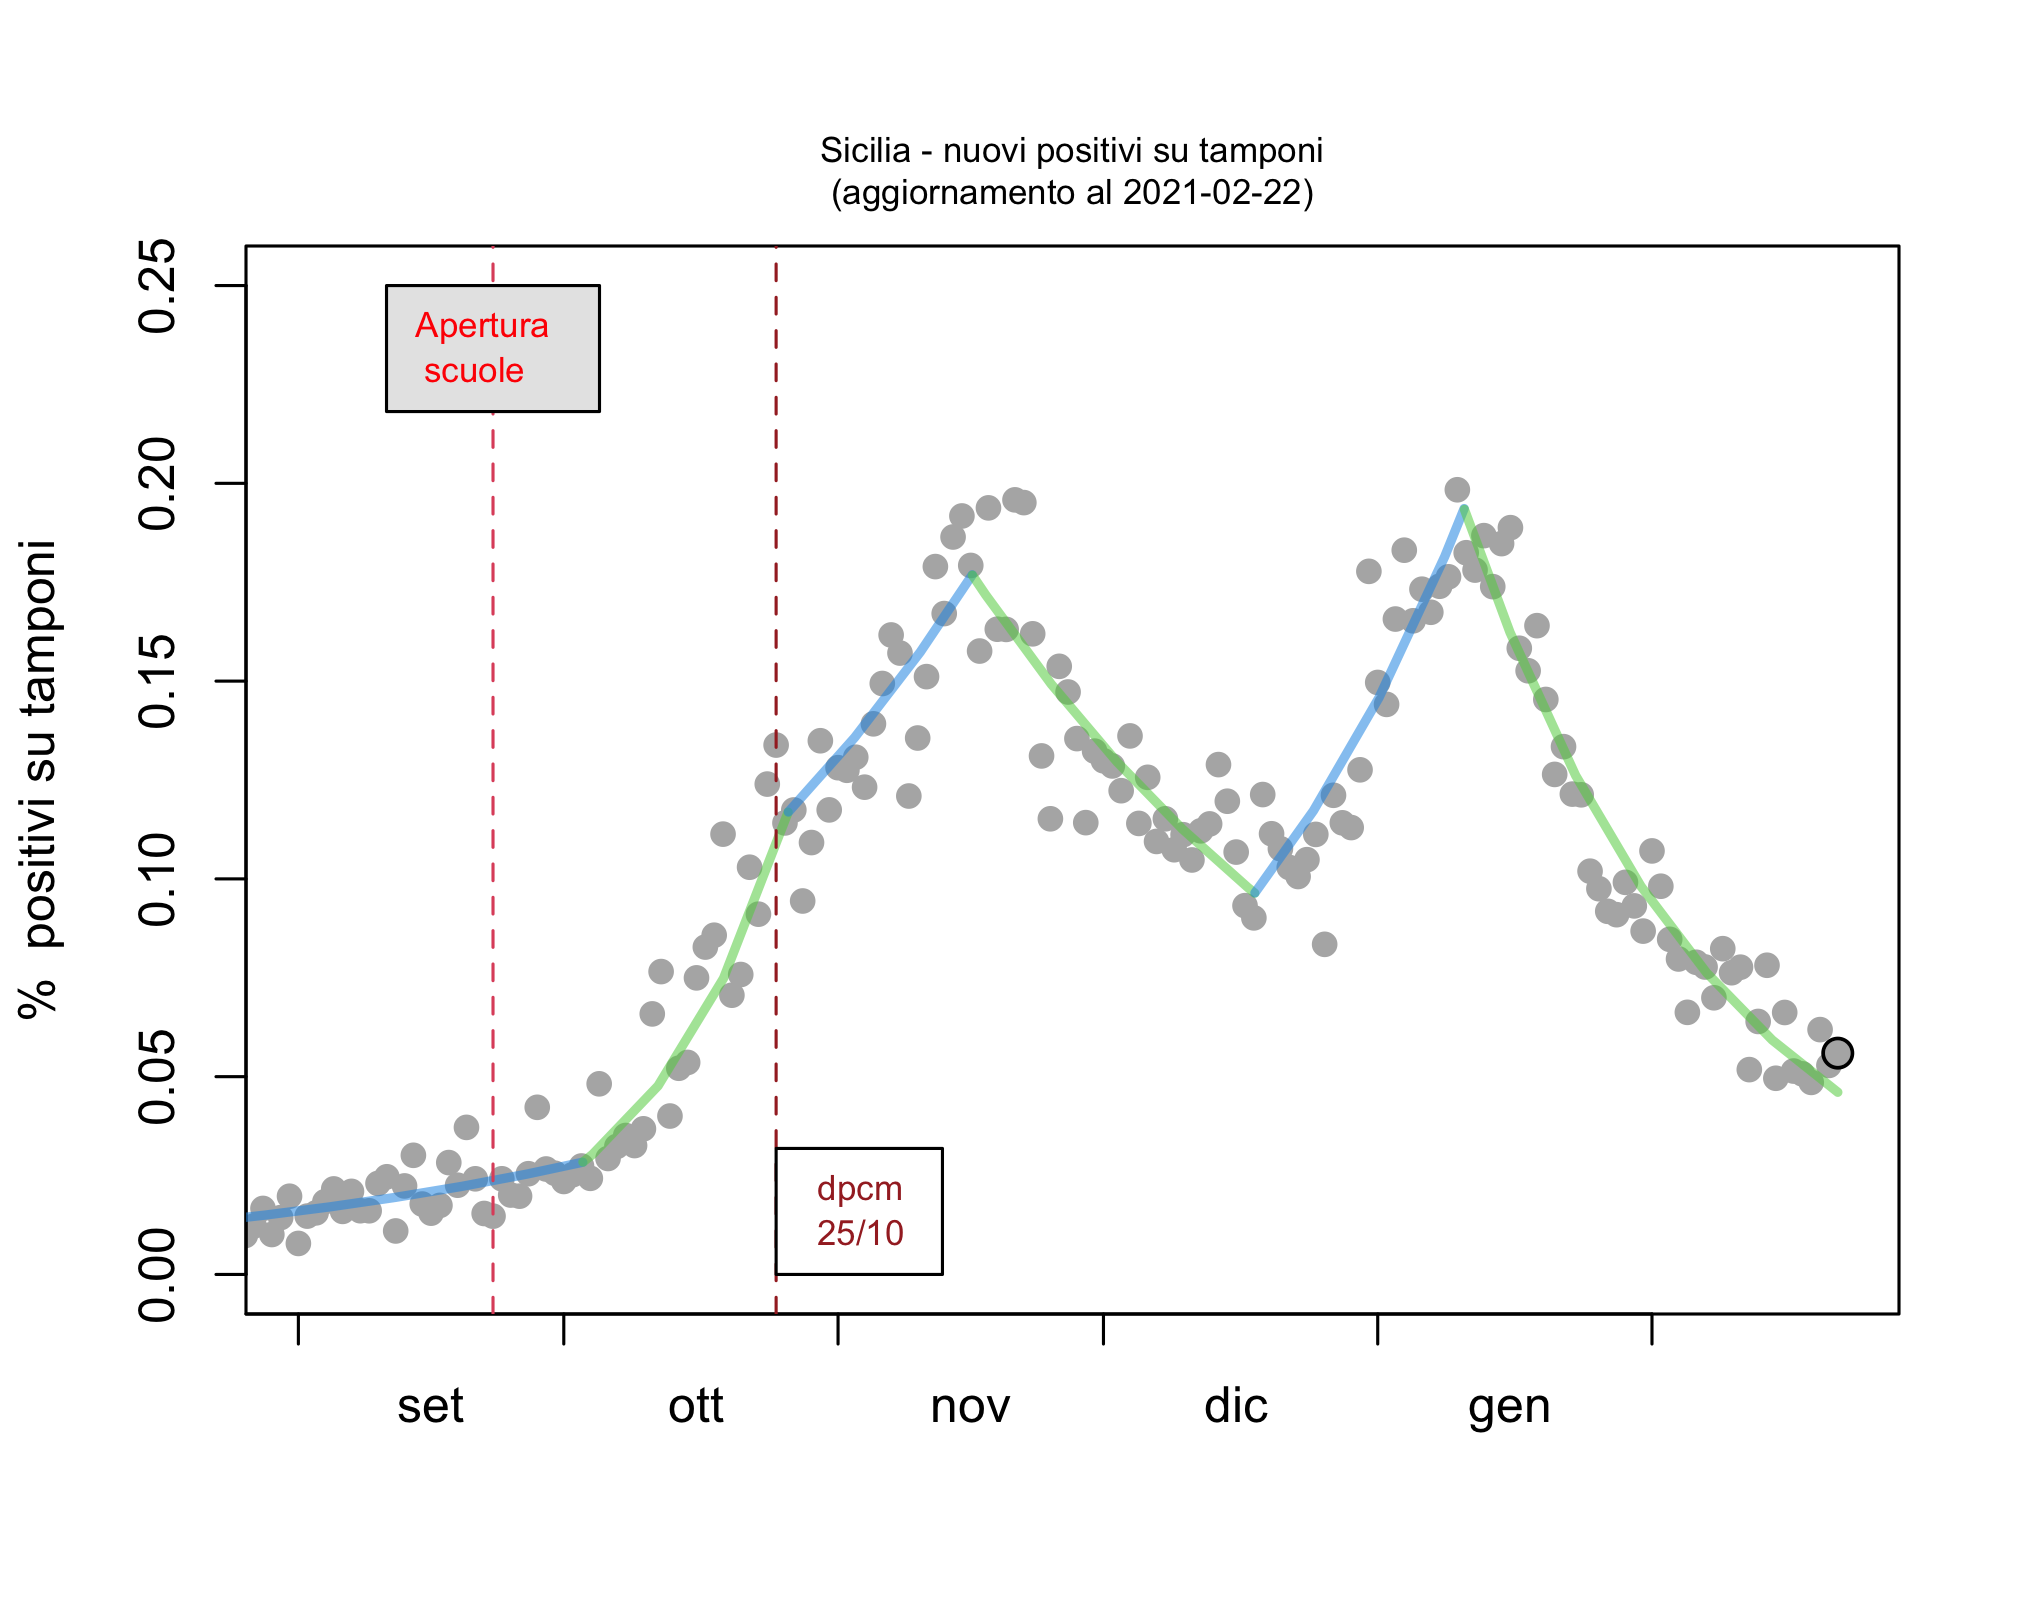 Sicilia - nuovi positivi su tamponi
(aggiornamento al 2021-02-22)
% positivi su tamponi
0.25
0.20
0.15
0.10
0.05
0.00
Apertura
scuole
dpcm
25/10
set
ott
nov
dic
gen